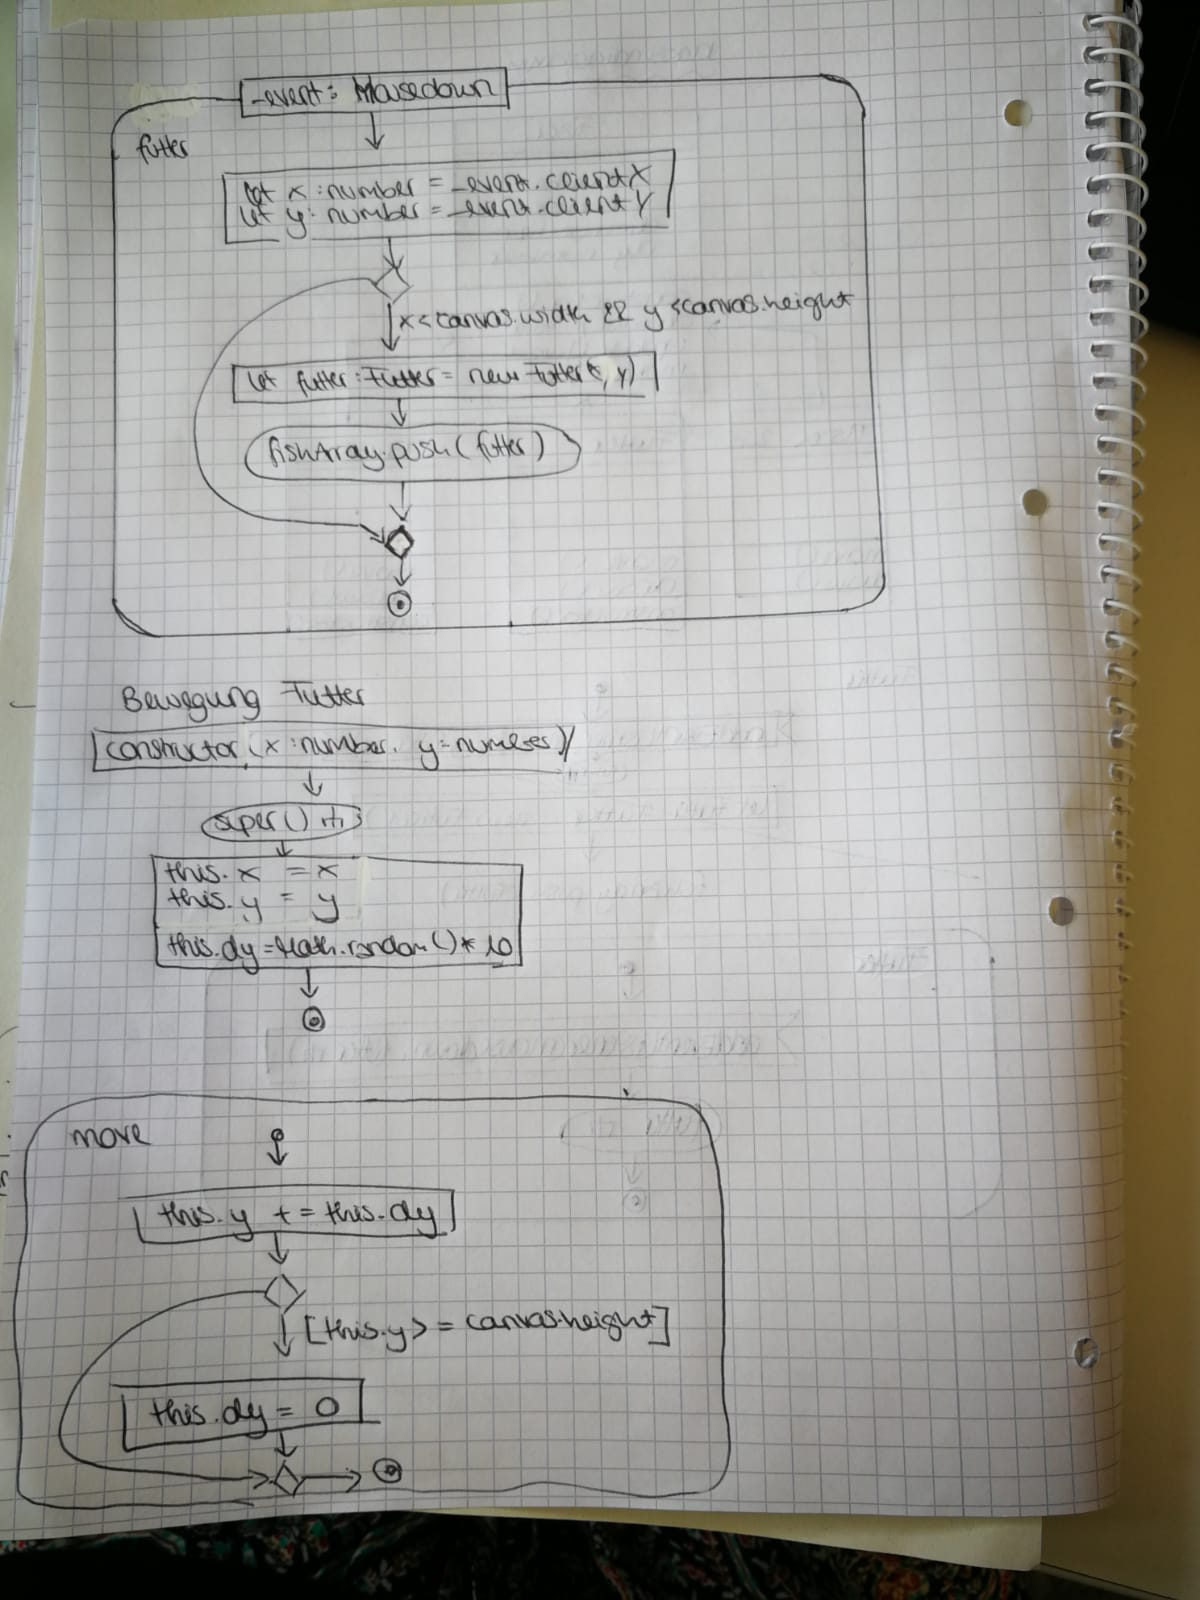 _event: Mousedown
futter
let x: number = _event.clientX
let y: number = _event.clientY
x < canvas.width && y < canvas.height
let futter: Futter = new Futter(x, y)
fishArray.push(futter)
Bewegung Futter
constructor(x: number, y: number)
super()
this.x = x
this.y = y
this.dy = Math.random() * 10
move
this.y += this.dy
[this.y >= canvas.height]
this.dy = 0